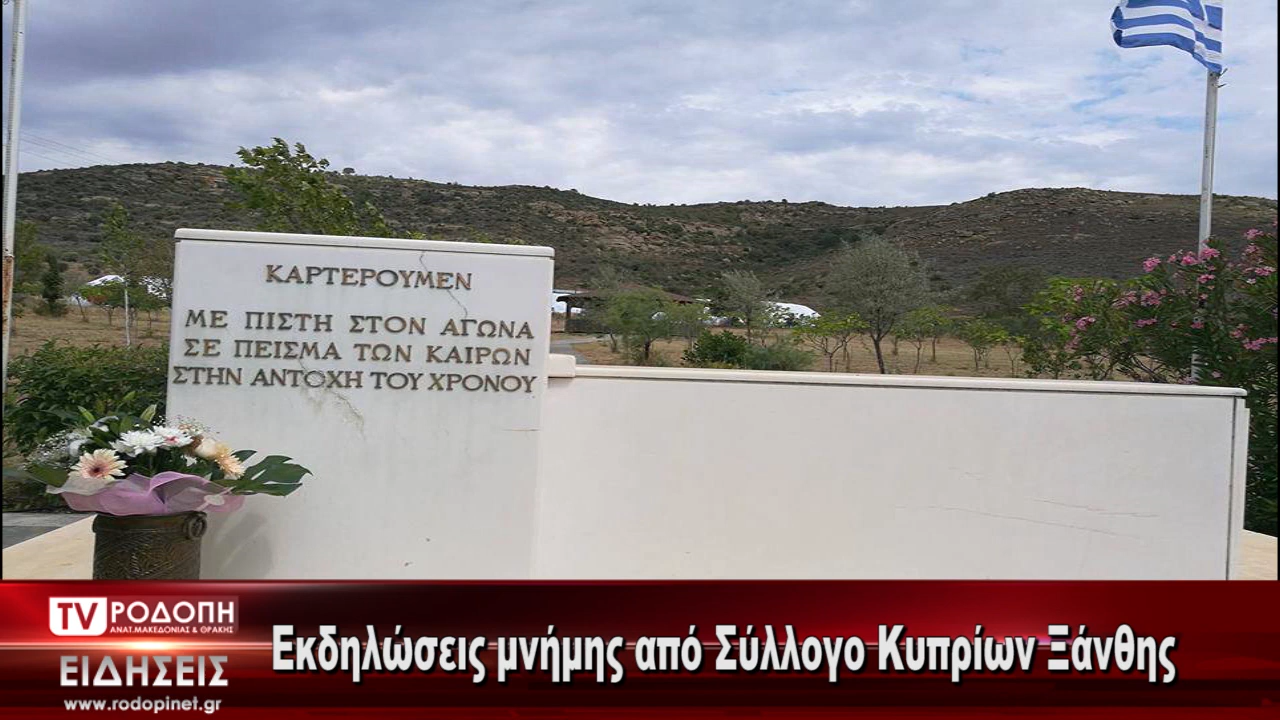 ΚΑΡΤΕΡΟΥΜΕΝ
ΜΕ ΠΙΣΤΗ ΣΤΟΝ ΑΓΩΝΑ
ΣΕ ΠΕΙΣΜΑ ΤΩΝ ΚΑΙΡΩΝ
ΣΤΗΝ ΑΝΤΟΧΗ ΤΟΥ ΧΡΟΝΟΥ
TV ΡΟΔΟΠΗ
ΑΝΑΤ.ΜΑΚΕΔΟΝΙΑΣ & ΘΡΑΚΗΣ
ΕΙΔΗΣΕΙΣ
www.rodopinet.gr
Εκδηλώσεις μνήμης από Σύλλογο Κυπρίων Ξάνθης